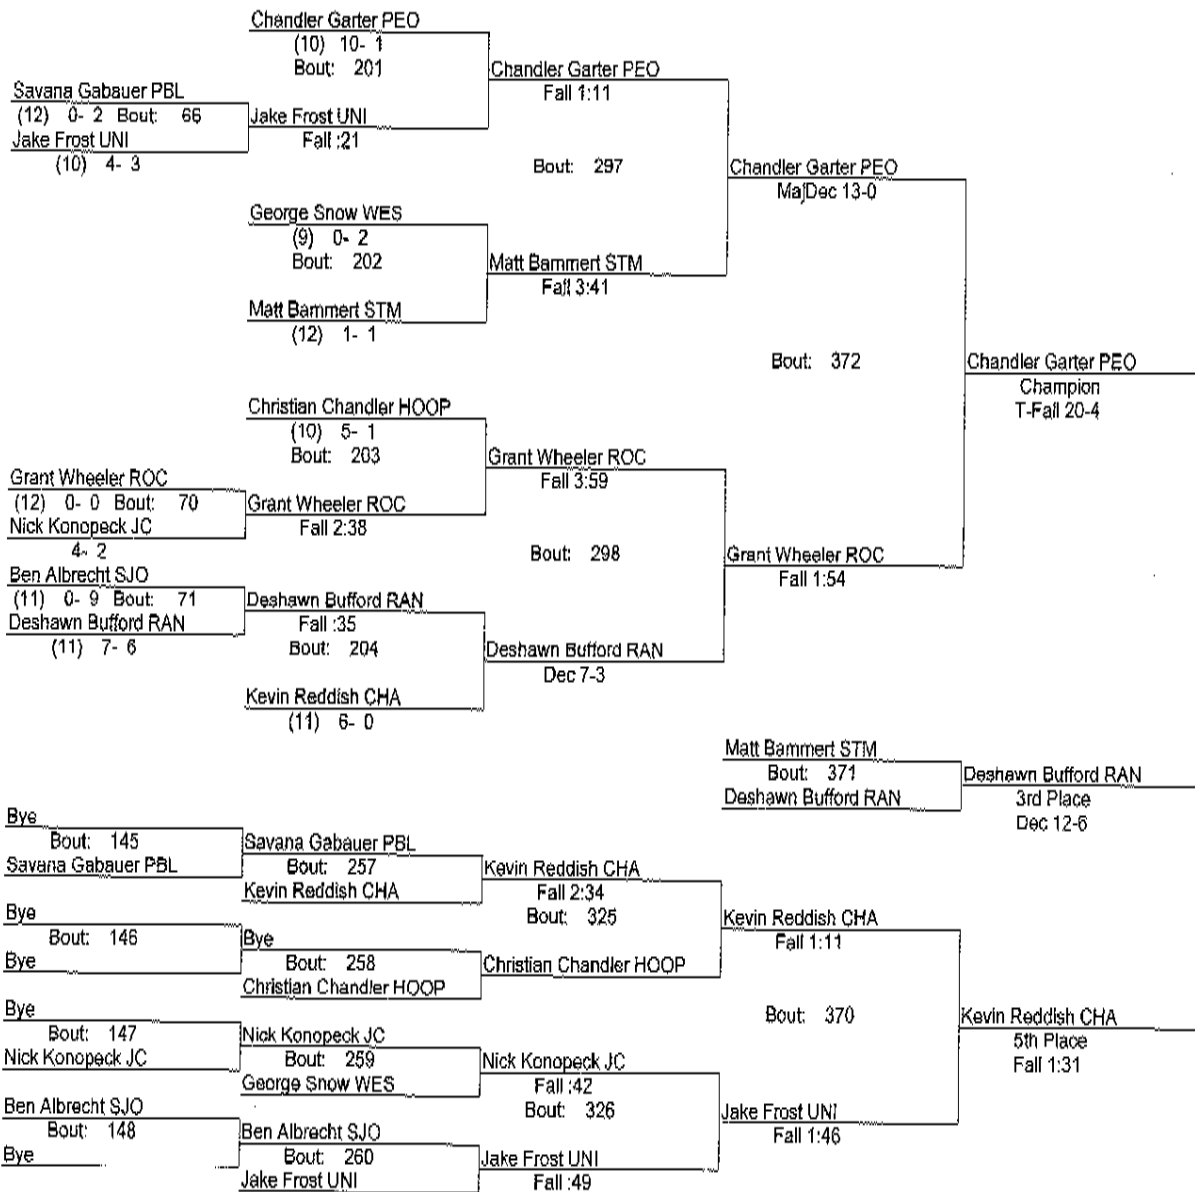 Chandler Garter PEO
(10) 10- 1
Bout: 201
Chandler Garter PEO
Fall 1:11
Savana Gabauer PBL
(12) 0- 2 Bout: 66
Jake Frost UNI
Jake Frost UNI
Fall :21
(10) 4- 3
Bout: 297
Chandler Garter PEO
MajDec 13-0
George Snow WES
(9) 0- 2
Bout: 202
Matt Bammert STM
Fall 3:41
Matt Bammert STM
(12) 1- 1
Bout: 372
Chandler Garter PEO
Champion
T-Fall 20-4
Christian Chandler HOOP
(10) 5- 1
Bout: 203
Grant Wheeler ROC
Fall 3:59
Grant Wheeler ROC
(12) 0- 0 Bout: 70
Grant Wheeler ROC
Nick Konopeck JC
Fall 2:38
4- 2
Bout: 298
Grant Wheeler ROC
Fall 1:54
Ben Albrecht SJO
(11) 0- 9 Bout: 71
Deshawn Bufford RAN
Deshawn Bufford RAN
Fall :35
(11) 7- 6
Bout: 204
Deshawn Bufford RAN
Dec 7-3
Kevin Reddish CHA
(11) 6- 0
Matt Bammert STM
Bout: 371
Deshawn Bufford RAN
Deshawn Bufford RAN
3rd Place
Dec 12-6
Bye
Bout: 145
Savana Gabauer PBL
Savana Gabauer PBL
Bout: 257
Kevin Reddish CHA
Kevin Reddish CHA
Fall 2:34
Bout: 325
Kevin Reddish CHA
Fall 1:11
Bye
Bout: 146
Bye
Bye
Bout: 258
Christian Chandler HOOP
Christian Chandler HOOP
Bye
Bout: 147
Nick Konopeck JC
Nick Konopeck JC
Bout: 259
George Snow WES
Nick Konopeck JC
Fall :42
Bout: 326
Bout: 370
Kevin Reddish CHA
5th Place
Fall 1:31
Ben Albrecht SJO
Bout: 148
Bye
Ben Albrecht SJO
Bout: 260
Jake Frost UNI
Jake Frost UNI
Fall :49
Jake Frost UNI
Fall 1:46